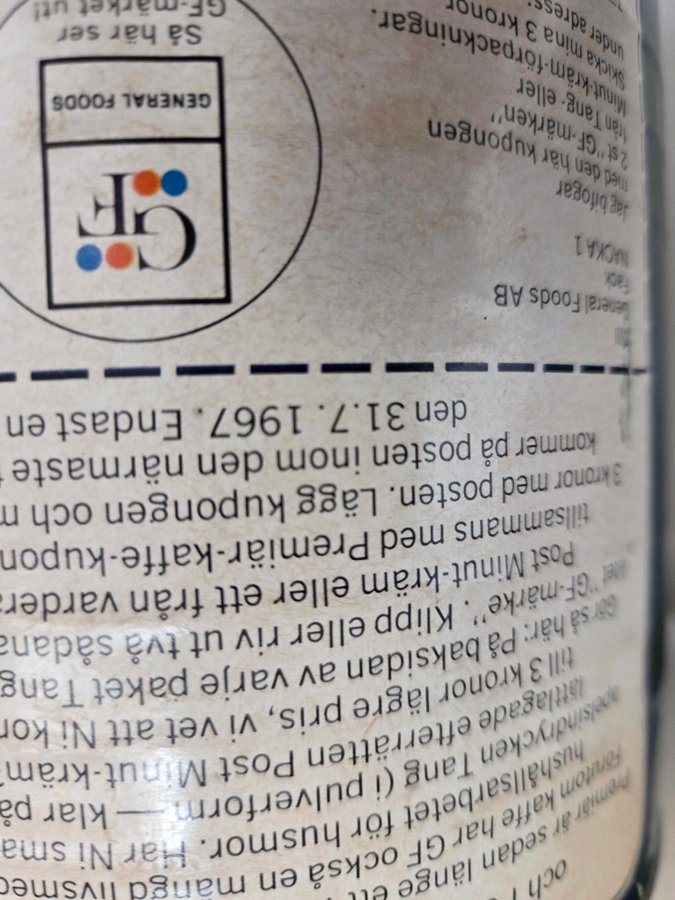 och
Premiär är sedan länge ett
Förutom kaffe har GF också en mängd livsmed
hushållsarbetet för husmor. Har Ni sma
apelsindrycken Tang (i pulverform — klar på
lättlagade efterrätten Post Minut-kräm
till 3 kronor lägre pris, vi vet att Ni kom
Gör så här: På baksidan av varje paket Tang
"GF-märke". Klipp eller riv ut två sådana
Post Minut-kräm eller ett från vardera
tillsammans med Premiär-kaffe-kupon
3 kronor med posten. Lägg kupongen och m
kommer på posten inom den närmaste
den 31.7. 1967. Endast en
General Foods AB
Fack
NACKA 1
Jag bifogar
med den här kupongen
2 st "GF-märken"
från Tang- eller
Minut-kräm-förpackningar.
Skicka mina 3 kronor
under adress:
GF
GENERAL FOODS
Så här ser
GF-märket ut!